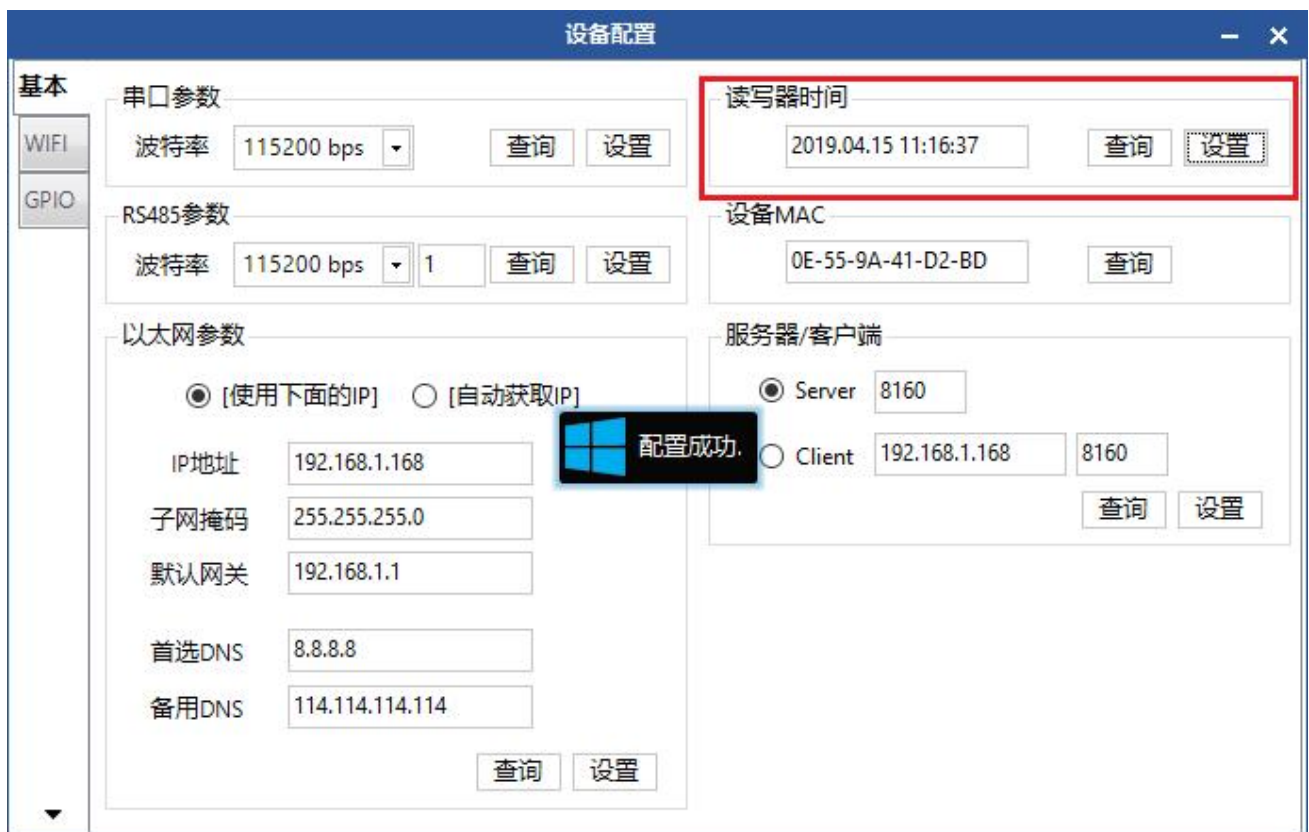 设备配置
基本
WIFI
GPIO
串口参数
波特率 115200 bps 查询 设置
读写器时间
2019.04.15 11:16:37 查询 设置
RS485参数
波特率 115200 bps 1 查询 设置
设备MAC
0E-55-9A-41-D2-BD 查询
以太网参数
[使用下面的IP] [自动获取IP]
IP地址 192.168.1.168
子网掩码 255.255.255.0
默认网关 192.168.1.1
首选DNS 8.8.8.8
备用DNS 114.114.114.114
查询 设置
配置成功.
服务器/客户端
Server 8160
Client 192.168.1.168 8160
查询 设置